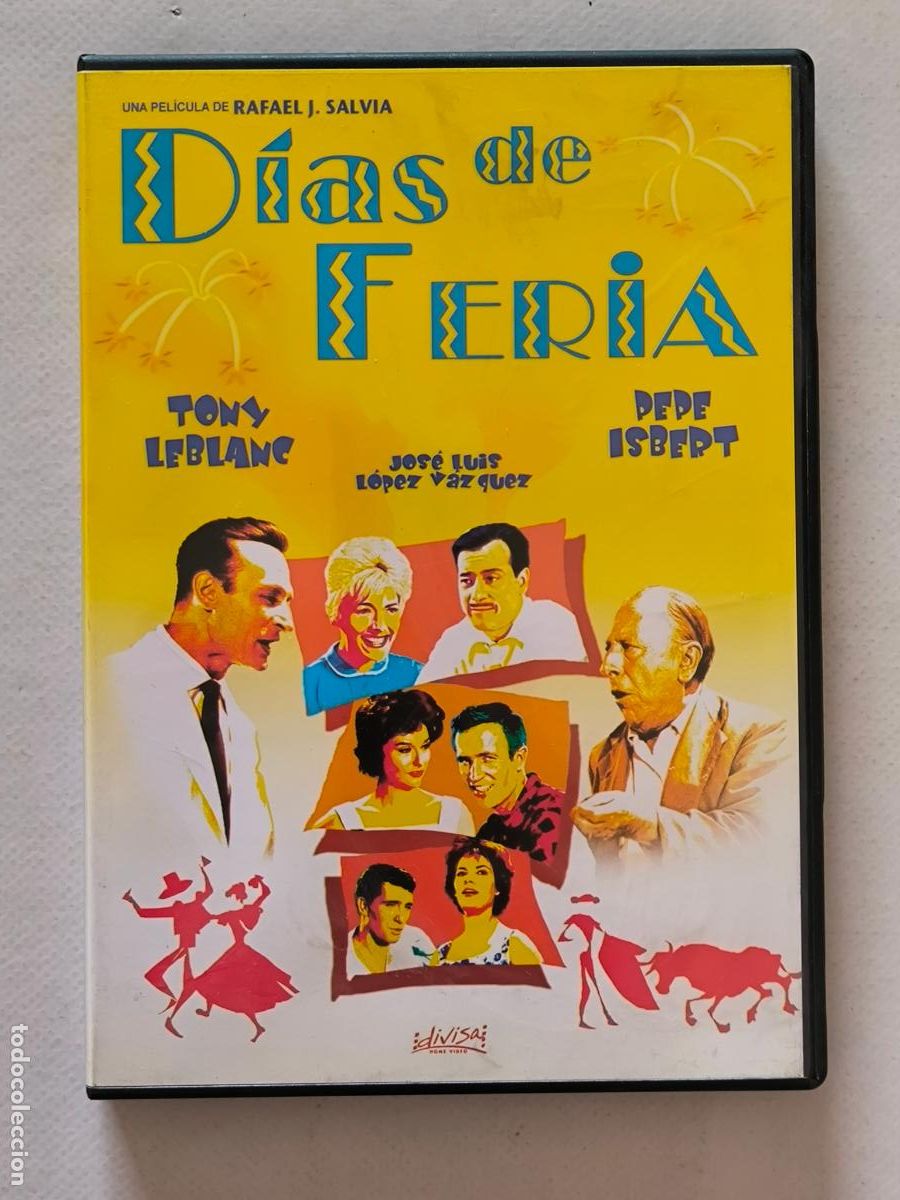 UNA PELÍCULA DE RAFAEL J. SALVIA
DÍAS de
FERIA
TONY
LEBLANC
PEPE
ISBERT
JOSÉ LUIS
LÓPEZ VÁZQUEZ
divisa
HOME VIDEO
todocoleccion